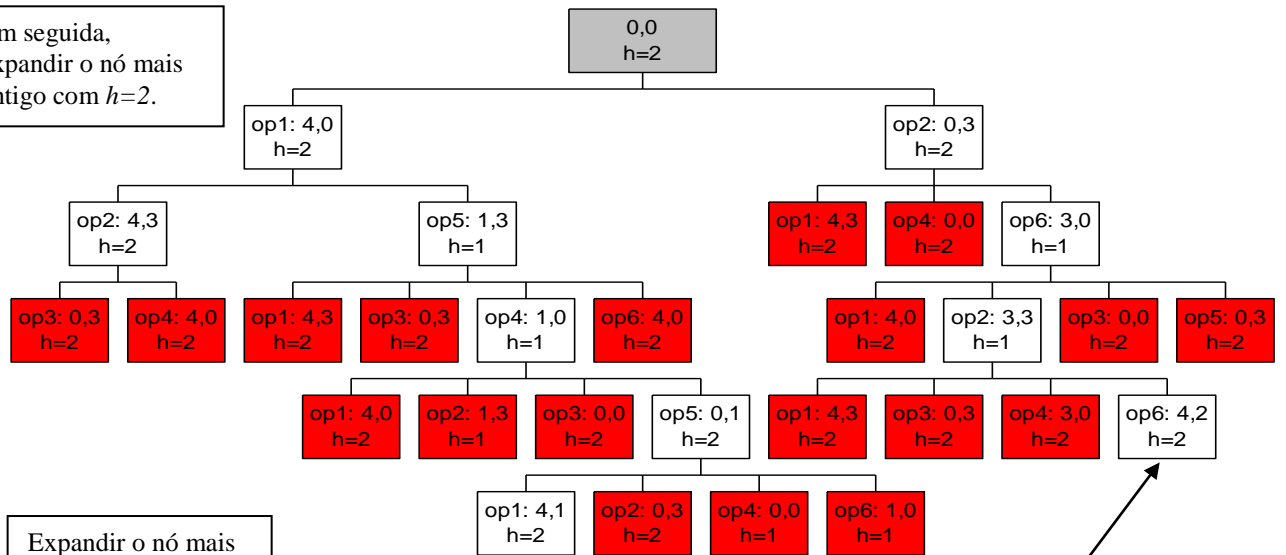 m seguida,
xpandir o nó mais
ntigo com h=2.
0,0
h=2
op1: 4,0
h=2
op2: 0,3
h=2
op2: 4,3
h=2
op5: 1,3
h=1
op1: 4,3
h=2
op4: 0,0
h=2
op6: 3,0
h=1
op3: 0,3
h=2
op4: 4,0
h=2
op1: 4,3
h=2
op3: 0,3
h=2
op4: 1,0
h=1
op6: 4,0
h=2
op1: 4,0
h=2
op2: 3,3
h=1
op3: 0,0
h=2
op5: 0,3
h=2
op1: 4,0
h=2
op2: 1,3
h=1
op3: 0,0
h=2
op5: 0,1
h=2
op1: 4,3
h=2
op3: 0,3
h=2
op4: 3,0
h=2
op6: 4,2
h=2
op1: 4,1
h=2
op2: 0,3
h=2
op4: 0,0
h=1
op6: 1,0
h=1
Expandir o nó mais